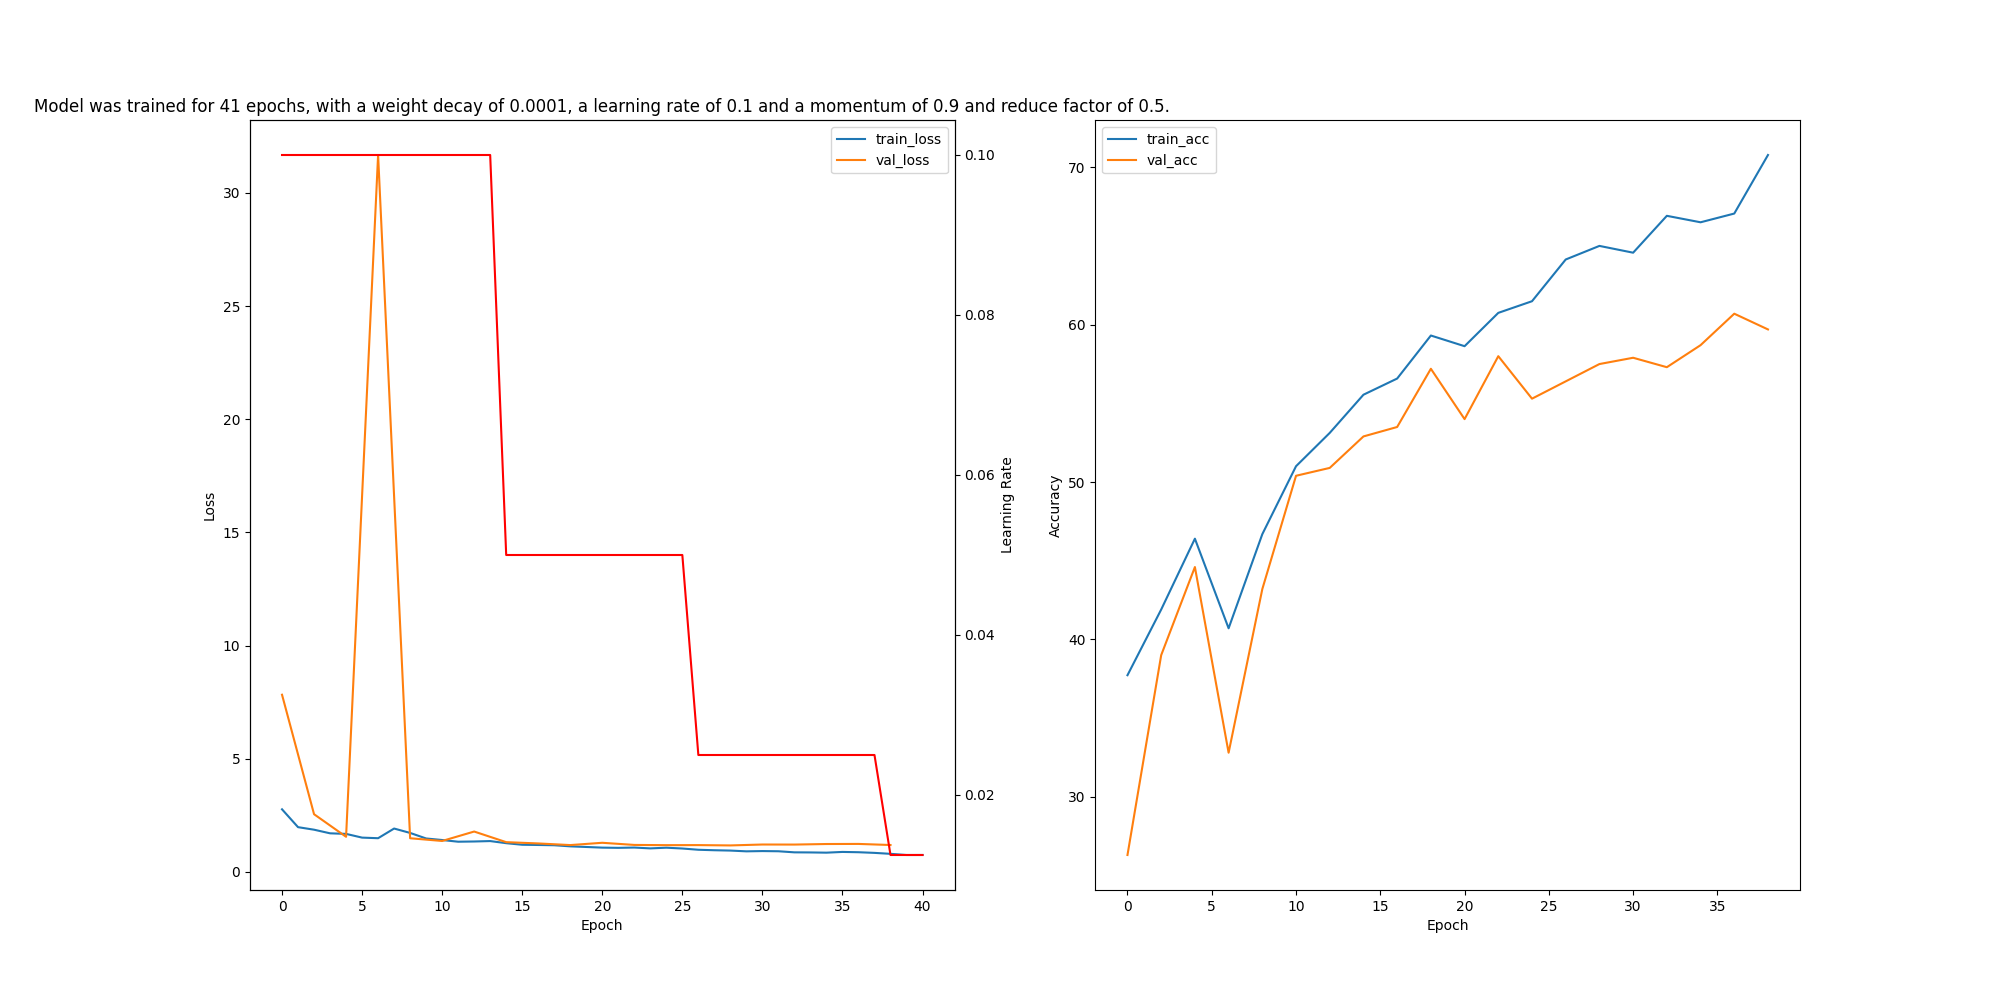 Model was trained for 41 epochs, with a weight decay of 0.0001, a learning rate of 0.1 and a momentum of 0.9 and reduce factor of 0.5.
train_loss
val_loss
30
25
20
15
10
5
0
Loss
0 5 10 15 20 25 30 35 40
Epoch
0.10
0.08
0.06
0.04
0.02
Learning Rate
train_acc
val_acc
70
60
50
40
30
Accuracy
0 5 10 15 20 25 30 35
Epoch